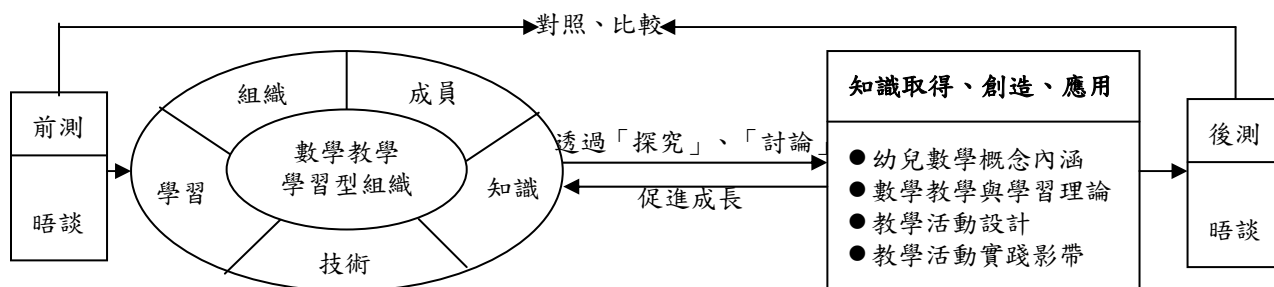 對照、比較
前測
晤談
組織
成員
學習
知識
技術
數學教學
學習型組織
透過「探究」、「討論」
促進成長
知識取得、創造、應用
●幼兒數學概念內涵
●數學教學與學習理論
●教學活動設計
●教學活動實踐影帶
後測
晤談